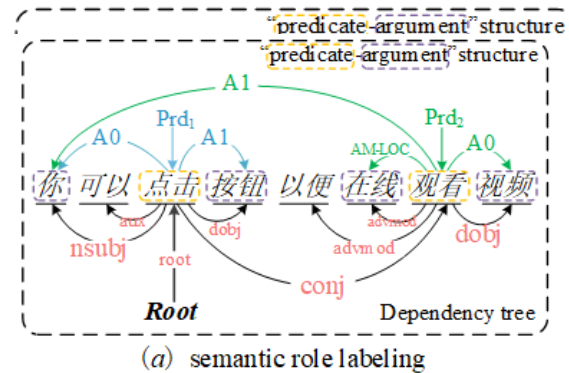 “predicate-argument”structure
“predicate-argument”structure
A1
Prd1 Prd2
A0 A1 AM-LOC A0
你 可以 点击 按钮 以便 在线 观看 视频
aux dobj advmod dobj
nsubj root advm od
conj
Root Dependency tree
(a) semantic role labeling